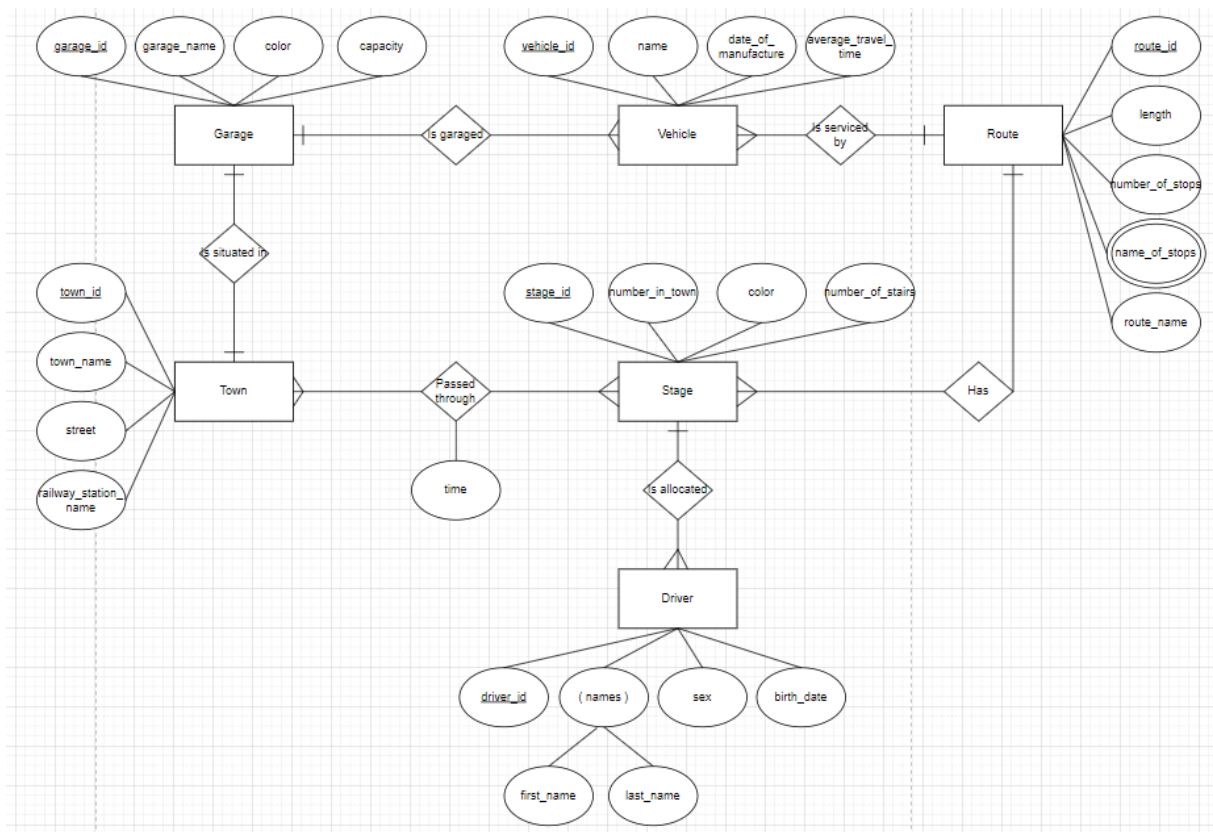 garage_id
garage_name
color
capacity
vehicle_id
name
date_of_
manufacture
average_travel_
time
route_id
Garage
Is garaged
Vehicle
Is serviced
by
Route
length
number_of_stops
name_of_stops
route_name
Is situated in
town_id
town_name
street
railway_station_
name
stage_id
number_in_town
color
number_of_stairs
Town
Passed
through
Stage
Has
time
Is allocated
Driver
driver_id
( names )
sex
birth_date
first_name
last_name